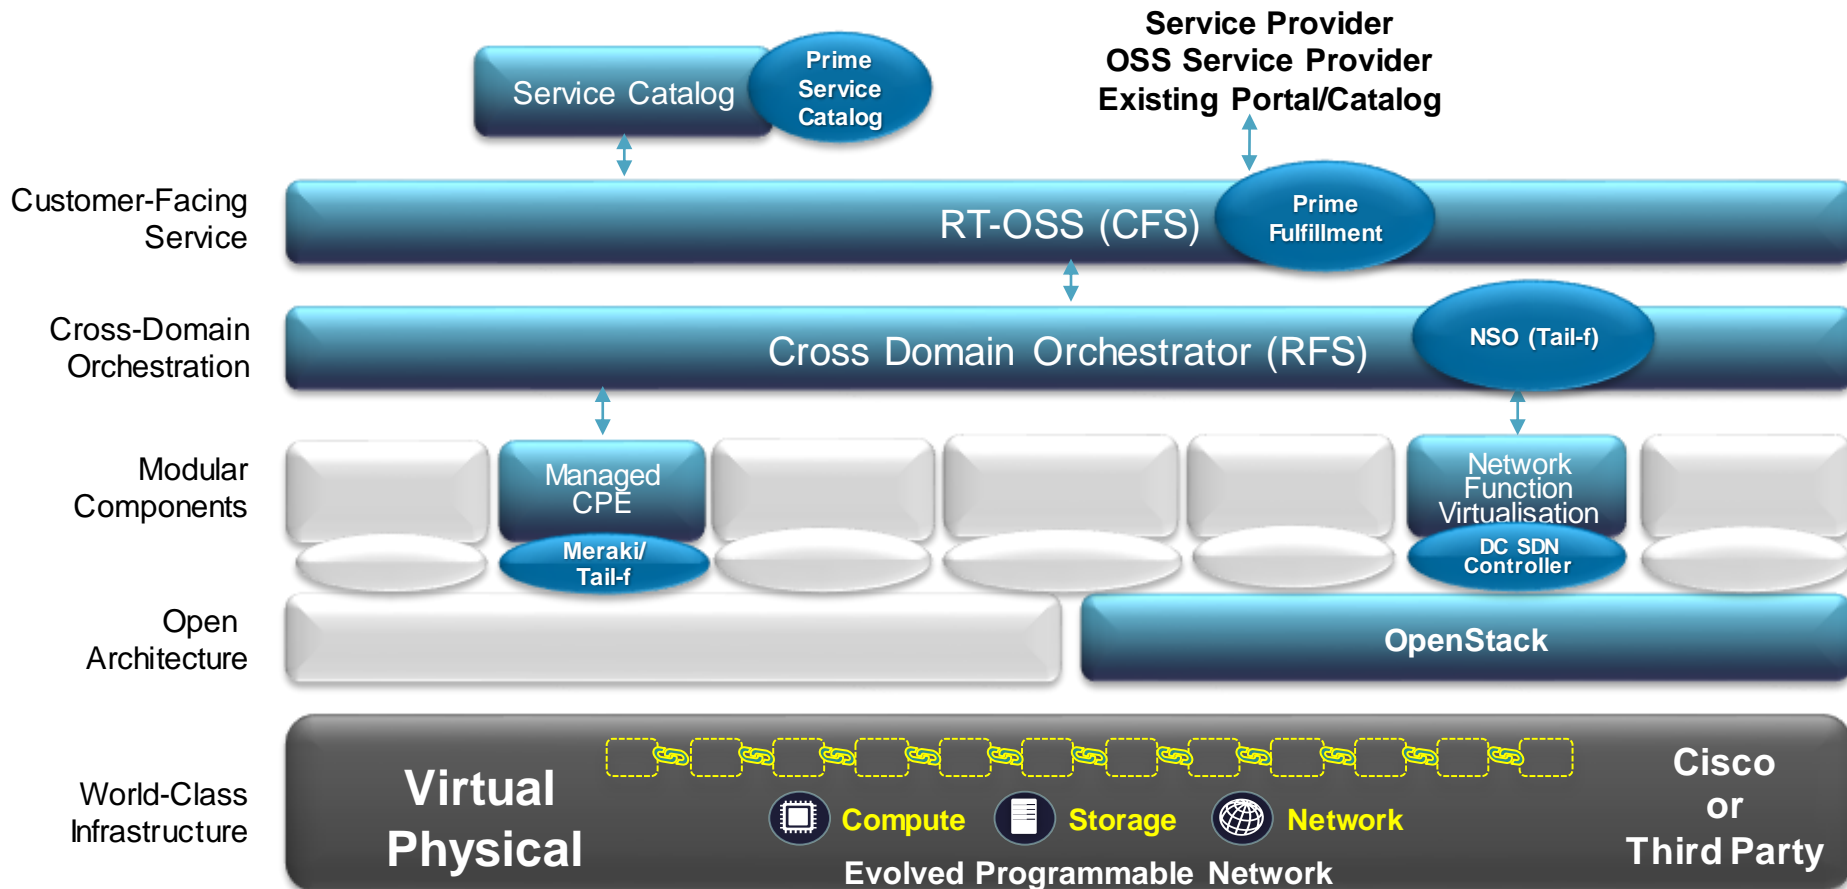 Service Provider
OSS Service Provider
Existing Portal/Catalog
Service Catalog
Prime
Service
Catalog
Customer-Facing
Service
RT-OSS (CFS)
Prime
Fulfillment
Cross-Domain
Orchestration
Cross Domain Orchestrator (RFS)
NSO (Tail-f)
Modular
Components
Managed
CPE
Meraki/
Tail-f
Network
Function
Virtualisation
DC SDN
Controller
Open
Architecture
OpenStack
World-Class
Infrastructure
Virtual
Physical
Compute
Storage
Network
Evolved Programmable Network
Cisco
or
Third Party